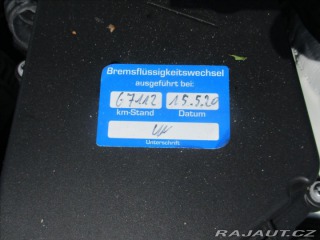 Bremsflüssigkeitswechsel
ausgeführt bei:
67112 15.5.20
km-Stand Datum
Unterschrift
RAJAUT.CZ